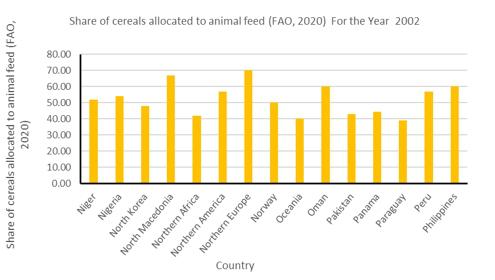 Share of cereals allocated to animal feed (FAO, 2020)  For the Year  2002
Share of cereals allocated to animal feed (FAO,
2020)
80.00
70.00
60.00
50.00
40.00
30.00
20.00
10.00
0.00
Niger
Nigeria
North Korea
North Macedonia
Northern Africa
Northern America
Northern Europe
Norway
Oceania
Oman
Pakistan
Panama
Paraguay
Peru
Philippines
Country